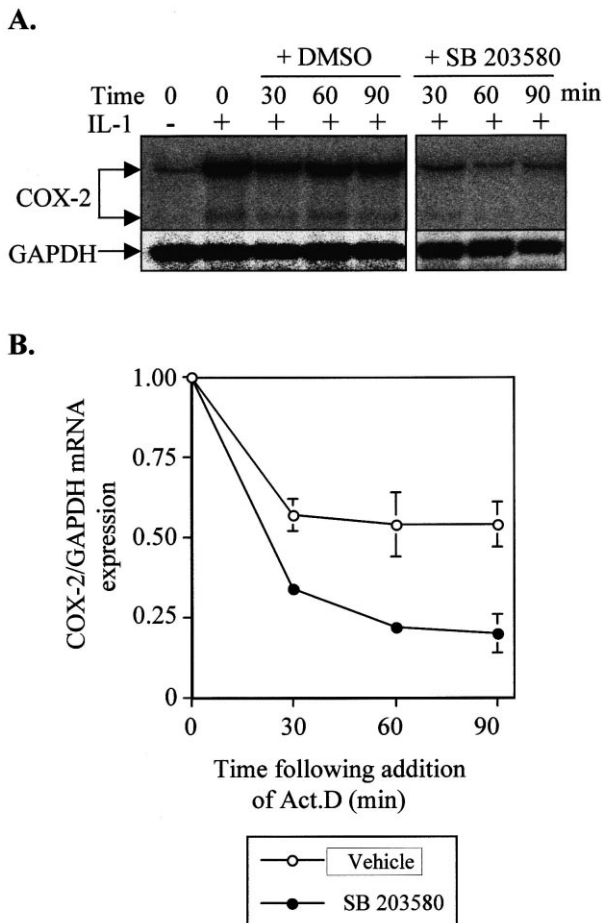 A.
+ DMSO + SB 203580
Time 0 0 30 60 90 30 60 90 min
IL-1 - + + + + + + +
COX-2
GAPDH
B.
COX-2/GAPDH mRNA
expression
1.00
0.75
0.50
0.25
0
0 30 60 90
Time following addition
of Act.D (min)
Vehicle
SB 203580